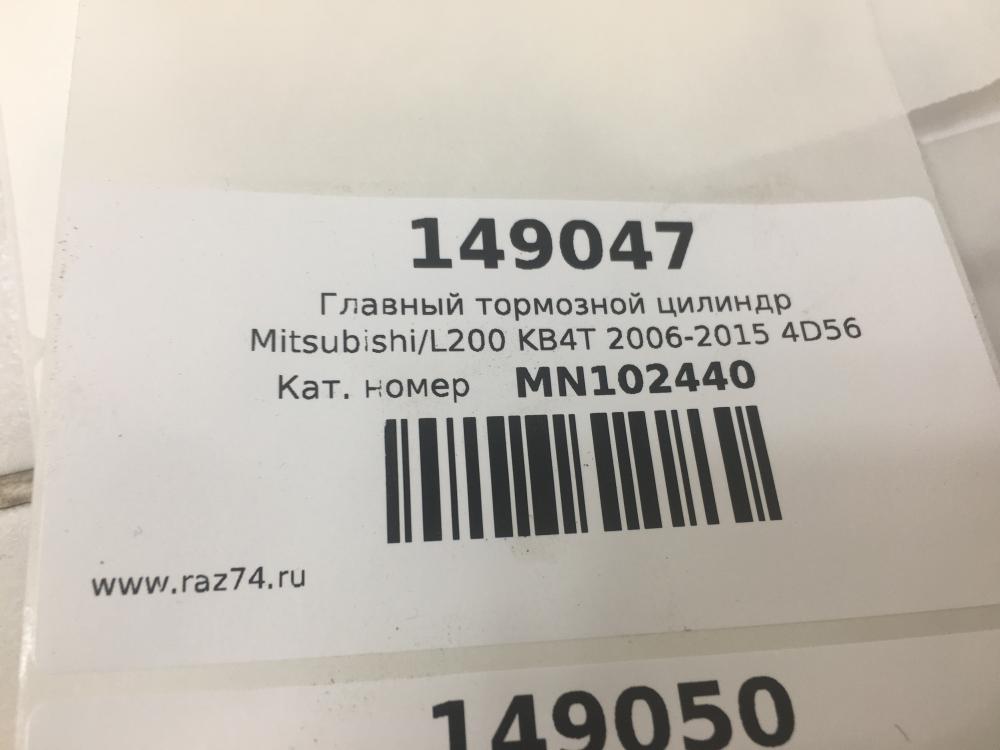 149047
Главный тормозной цилиндр
Mitsubishi/L200 KB4T 2006-2015 4D56
Кат. номер MN102440
www.raz74.ru
149050